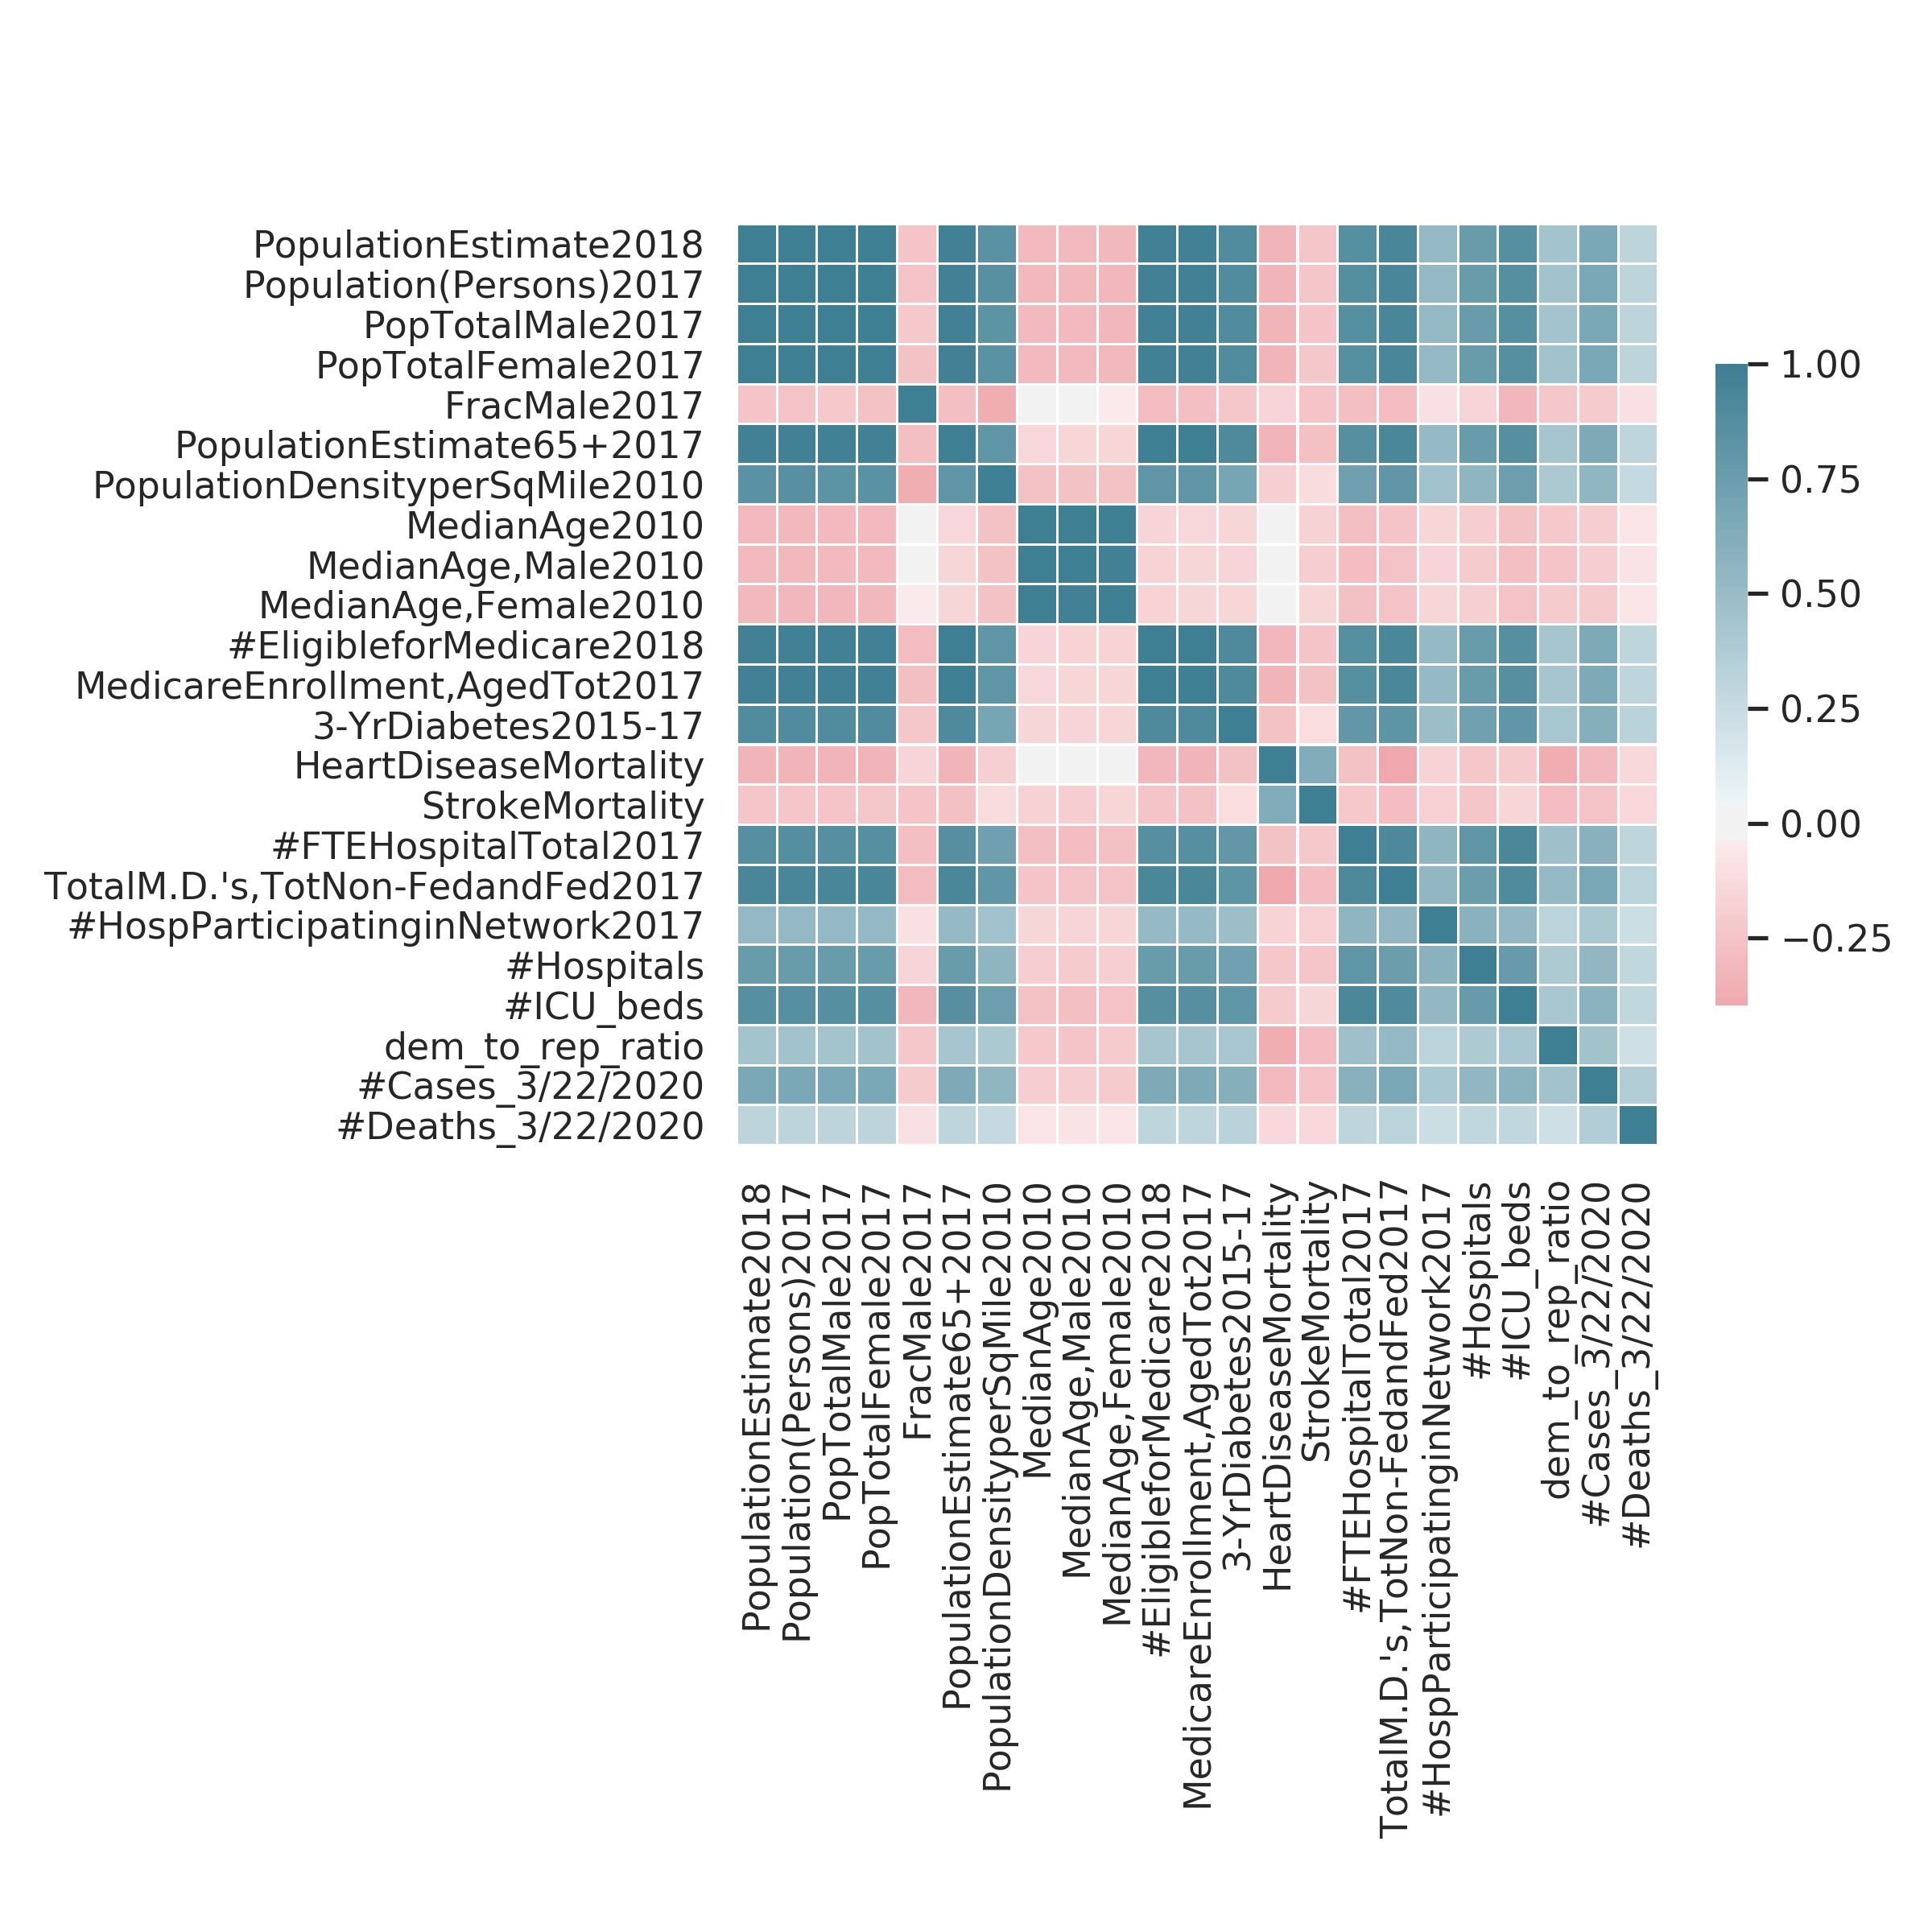 PopulationEstimate2018
Population(Persons)2017
PopTotalMale2017
PopTotalFemale2017
FracMale2017
PopulationEstimate65+2017
PopulationDensityperSqMile2010
MedianAge2010
MedianAge,Male2010
MedianAge,Female2010
#EligibleforMedicare2018
MedicareEnrollment,AgedTot2017
3-YrDiabetes2015-17
HeartDiseaseMortality
StrokeMortality
#FTEHospitalTotal2017
TotalM.D.'s,TotNon-FedandFed2017
#HospParticipatinginNetwork2017
#Hospitals
#ICU_beds
dem_to_rep_ratio
#Cases_3/22/2020
#Deaths_3/22/2020
1.00
0.75
0.50
0.25
0.00
−0.25
PopulationEstimate2018
Population(Persons)2017
PopTotalMale2017
PopTotalFemale2017
FracMale2017
PopulationEstimate65+2017
PopulationDensityperSqMile2010
MedianAge2010
MedianAge,Male2010
MedianAge,Female2010
#EligibleforMedicare2018
MedicareEnrollment,AgedTot2017
3-YrDiabetes2015-17
HeartDiseaseMortality
StrokeMortality
#FTEHospitalTotal2017
TotalM.D.'s,TotNon-FedandFed2017
#HospParticipatinginNetwork2017
#Hospitals
#ICU_beds
dem_to_rep_ratio
#Cases_3/22/2020
#Deaths_3/22/2020